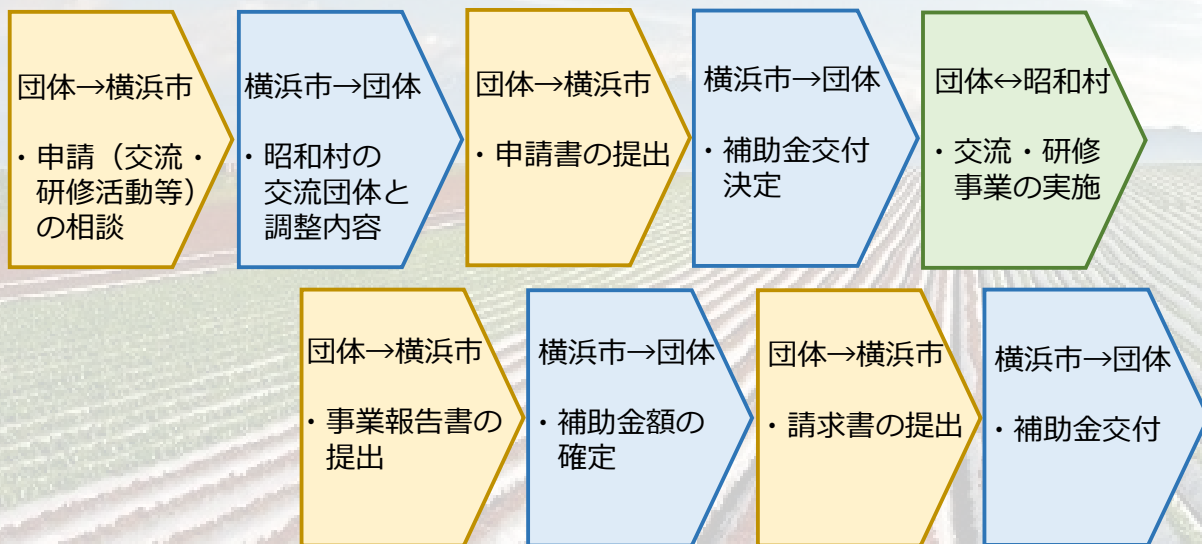 団体→横浜市
・申請（交流・
研修活動等）
の相談
横浜市→団体
・昭和村の
交流団体と
調整内容
団体→横浜市
・申請書の提出
横浜市→団体
・補助金交付
決定
団体↔昭和村
・交流・研修
事業の実施
団体→横浜市
・事業報告書の
提出
横浜市→団体
・補助金額の
確定
団体→横浜市
・請求書の提出
横浜市→団体
・補助金交付